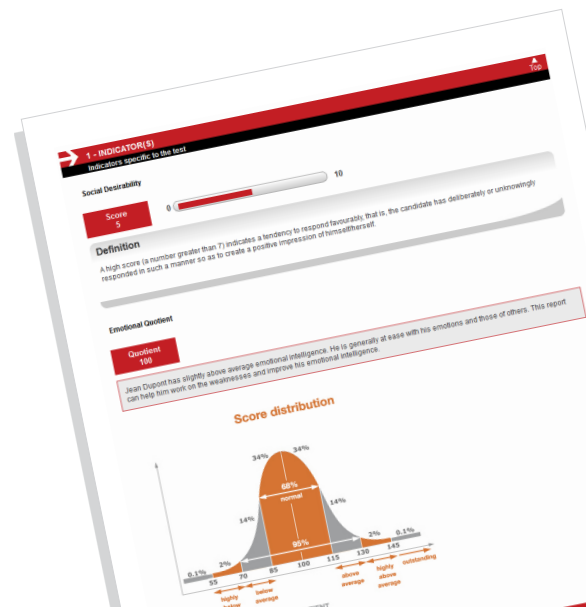 Top
1 - INDICATOR(S)
Indicators specific to the test
Social Desirability
Score
5
0
10
Definition
A high score (a number greater than 7) indicates a tendency to respond favourably, that is, the candidate has deliberately or unknowingly
responded in such a manner so as to create a positive impression of himself/herself.
Emotional Quotient
Quotient
100
Jean Dupont has slightly above average emotional intelligence. He is generally at ease with his emotions and those of others. This report
can help him work on the weaknesses and improve his emotional intelligence.
Score distribution
34%
34%
68%
normal
14%
14%
95%
0.1%
2%
2%
0.1%
55
70
85
100
115
130
145
highly
below
average
above
average
highly
above
average
outstanding